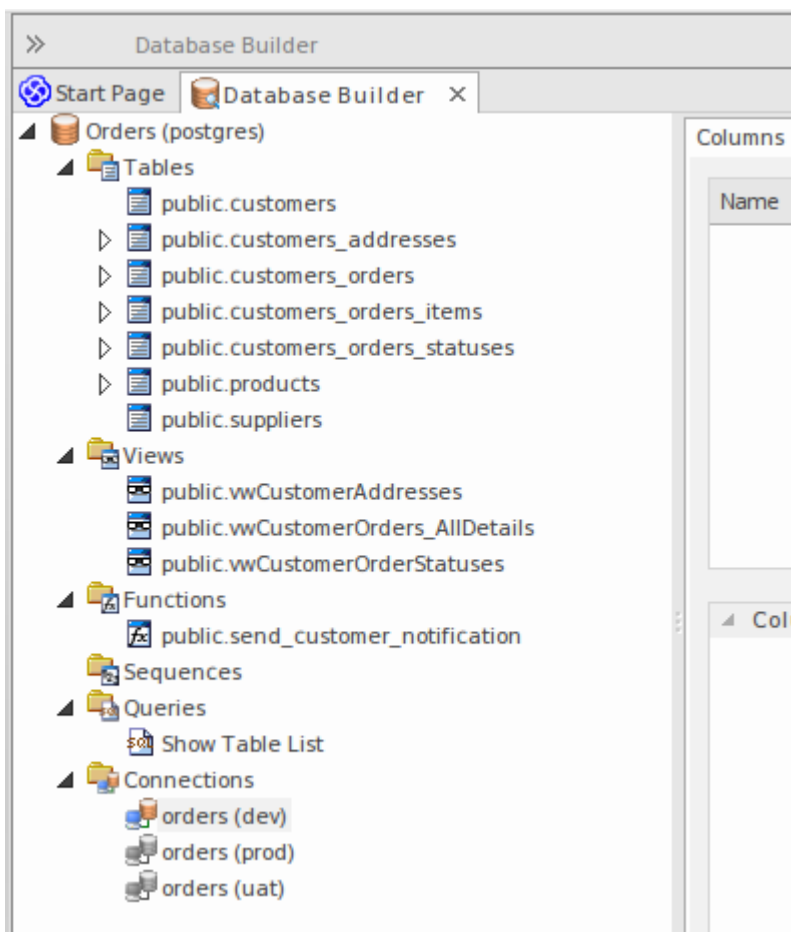 Database Builder
Start Page Database Builder
Orders (postgres)
Columns
Tables
public.customers
Name
public.customers_addresses
public.customers_orders
public.customers_orders_items
public.customers_orders_statuses
public.products
public.suppliers
Views
public.vwCustomerAddresses
public.vwCustomerOrders_AllDetails
public.vwCustomerOrderStatuses
Functions
public.send_customer_notification
Col
Sequences
Queries
Show Table List
Connections
orders (dev)
orders (prod)
orders (uat)